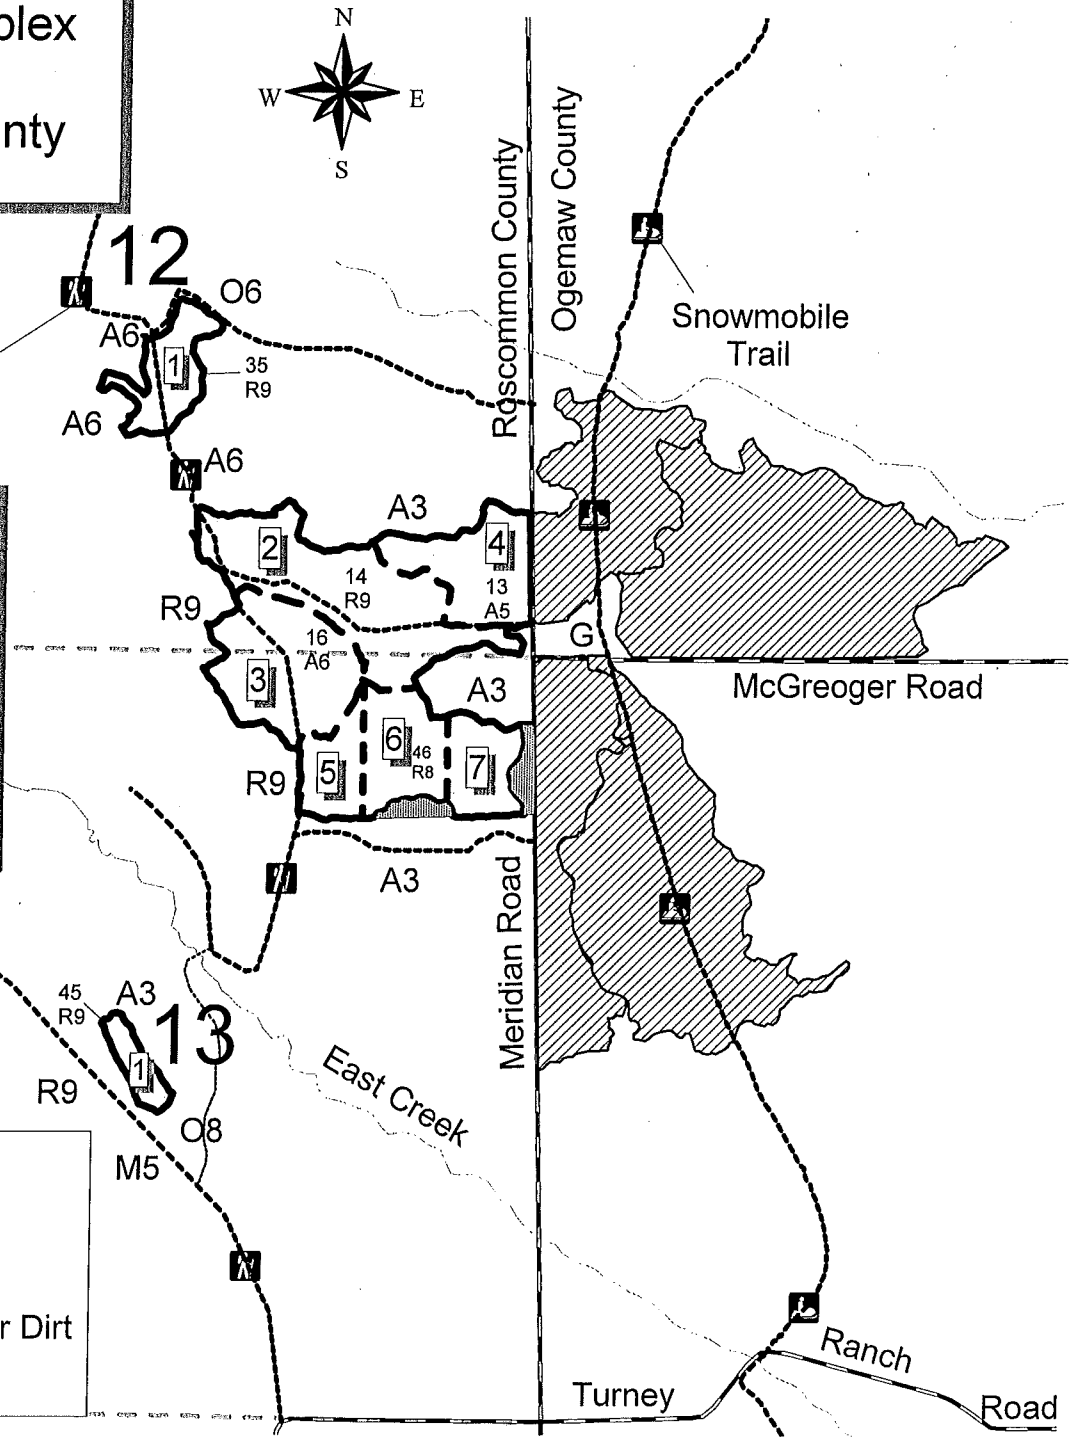 plex
nty
N
W E
S
Roscommon County
Ogemaw County
12
O6
A6
1
35
R9
A6
A6
Snowmobile
Trail
A3
2
4
14
R9
13
A5
R9
16
A6
G
3
A3
McGreoger Road
6
46
R8
5
7
R9
A3
Meridian Road
45
R9
A3
13
1
R9
O8
M5
East Creek
r Dirt
Ranch
Turney
Road